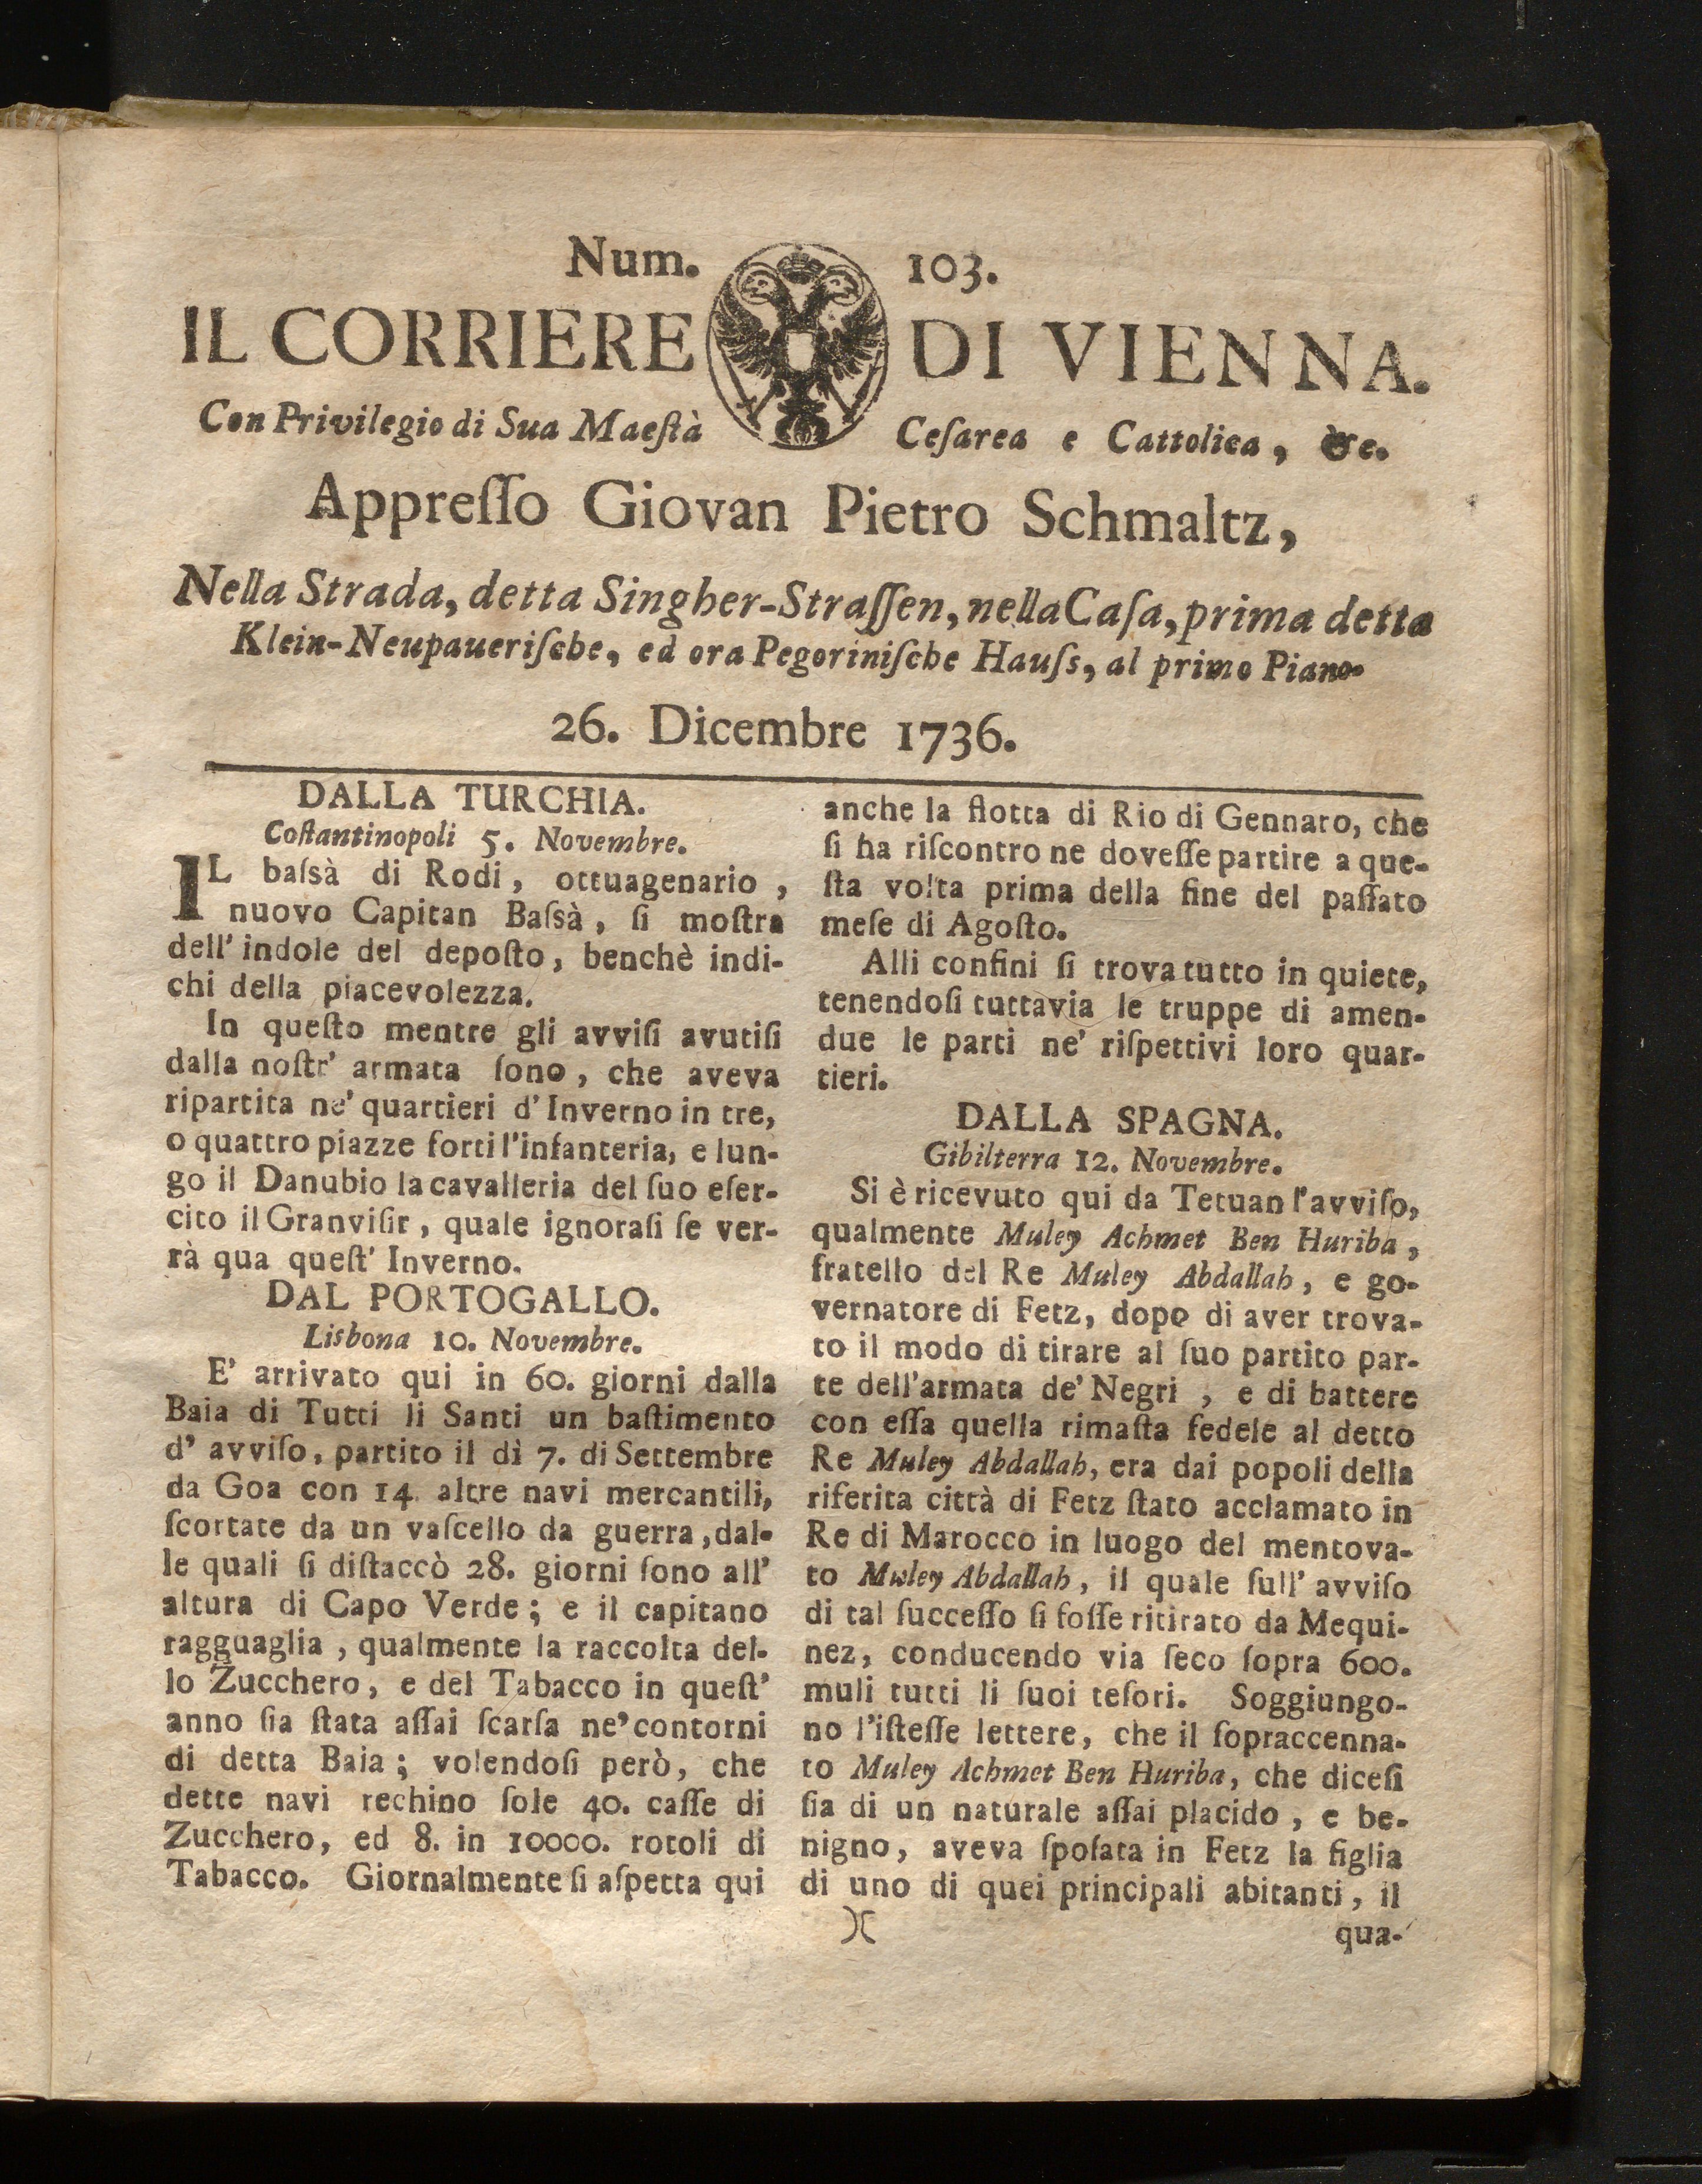 Num. 103.
IL CORRIERE DI VIENNA.
Con Privilegio di Sua Maeſtà Ceſarea e Cattolica, &c.
Appreſſo Giovan Pietro Schmaltz,
Nella Strada, detta Singher-Straſſen, nella Caſa, prima detta
Klein-Neupaueriſche, ed ora Pegoriniſche Hauſs, al primo Piano.
26. Dicembre 1736.
DALLA TURCHIA.
Coſtantinopoli 5. Novembre.
IL baſsà di Rodi, ottuagenario,
nuovo Capitan Baſsà, ſi moſtra
dell' indole del depoſto, benchè indi-
chi della piacevolezza.
In queſto mentre gli avviſi avutiſi
dalla noſtr' armata ſono, che aveva
ripartita ne' quartieri d' Inverno in tre,
o quattro piazze forti l'infanteria, e lun-
go il Danubio la cavalleria del ſuo eſer-
cito il Granviſir, quale ignoraſi ſe ver-
rà qua queſt' Inverno.
DAL PORTOGALLO.
Lisbona 10. Novembre.
E' arrivato qui in 60. giorni dalla
Baia di Tutti li Santi un baſtimento
d' avviſo, partito il dì 7. di Settembre
da Goa con 14. altre navi mercantili,
ſcortate da un vaſcello da guerra, dal-
le quali ſi diſtaccò 28. giorni ſono all'
altura di Capo Verde; e il capitano
ragguaglia, qualmente la raccolta del-
lo Zucchero, e del Tabacco in queſt'
anno ſia ſtata aſſai ſcarſa ne' contorni
di detta Baia; volendoſi però, che
dette navi rechino ſole 40. caſſe di
Zucchero, ed 8. in 10000. rotoli di
Tabacco. Giornalmente ſi aſpetta qui
anche la flotta di Rio di Gennaro, che
ſi ha riſcontro ne doveſſe partire a que-
ſta volta prima della fine del paſſato
meſe di Agoſto.
Alli confini ſi trova tutto in quiete,
tenendoſi tuttavia le truppe di amen-
due le parti ne' riſpettivi loro quar-
tieri.
DALLA SPAGNA.
Gibilterra 12. Novembre.
Si è ricevuto qui da Tetuan l'avviſo,
qualmente Muley Achmet Ben Huriba,
fratello del Re Muley Abdallah, e go-
vernatore di Fetz, dopo di aver trova-
to il modo di tirare al ſuo partito par-
te dell'armata de' Negri, e di battere
con eſſa quella rimaſta fedele al detto
Re Muley Abdallah, era dai popoli della
riferita città di Fetz ſtato acclamato in
Re di Marocco in luogo del mentova-
to Muley Abdallah, il quale ſull' avviſo
di tal ſucceſſo ſi foſſe ritirato da Mequi-
nez, conducendo via ſeco ſopra 600.
muli tutti li ſuoi teſori. Soggiungo-
no l'iſteſſe lettere, che il ſopraccenna-
to Muley Achmet Ben Huriba, che diceſi
ſia di un naturale aſſai placido, e be-
nigno, aveva ſpoſata in Fetz la figlia
di uno di quei principali abitanti, il
)( qua-